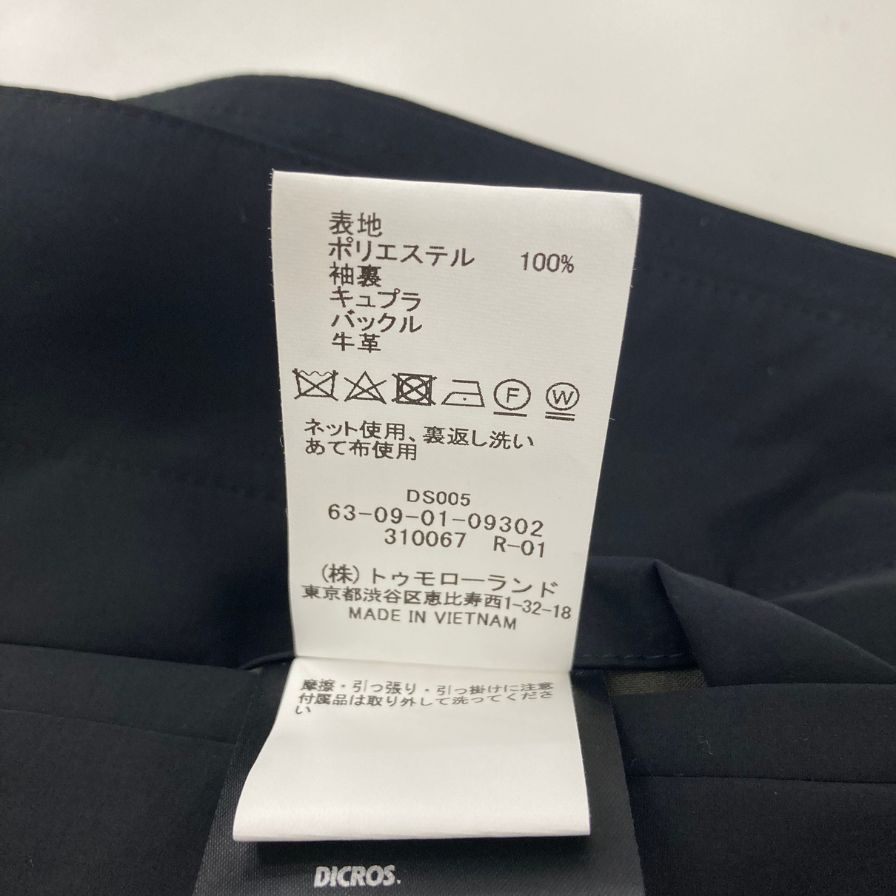 表地
ポリエステル 100%
袖裏
キュプラ
バックル
牛革
F W
ネット使用、裏返し洗い
あて布使用
DS005
63-09-01-09302
310067 R-01
(株)トゥモローランド
東京都渋谷区恵比寿西1-32-18
MADE IN VIETNAM
摩擦・引っ張り・引っ掛けに注意
付属品は取り外して洗ってくださ
い
DICROS.